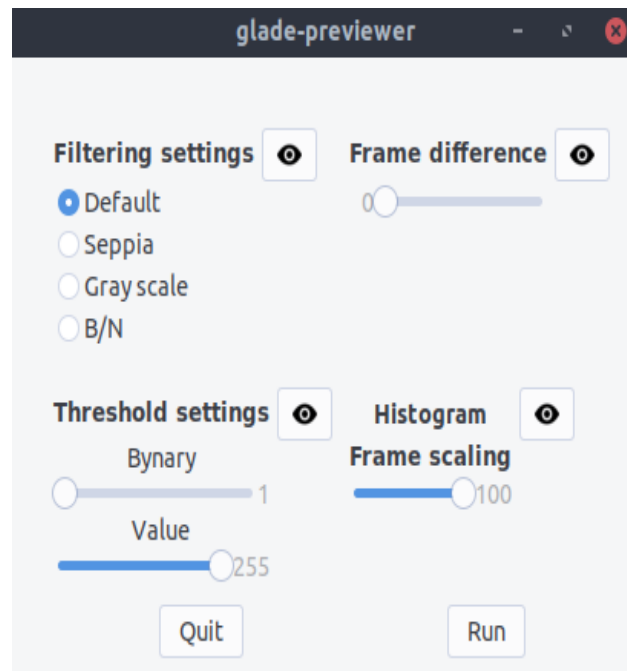 glade-previewer
Filtering settings
Default
Seppia
Gray scale
B/N
Frame difference
0
Threshold settings
Bynary
1
Value
255
Histogram
Frame scaling
100
Quit
Run